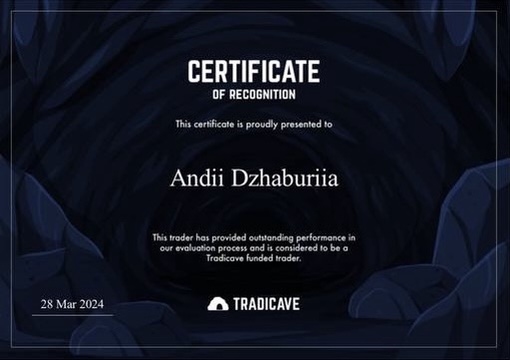 CERTIFICATE
OF RECOGNITION
This certificate is proudly presented to
Andii Dzhaburiia
This trader has provided outstanding performance in
our evaluation process and is considered to be a
Tradicave funded trader.
28 Mar 2024
TRADICAVE